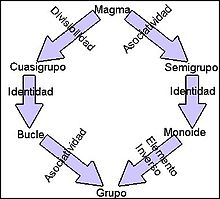 Magma
Divisibilidad
Asociatividad
Cuasigrupo
Semigrupo
Identidad
Identidad
Bucle
Monoide
Asociatividad
Elemento
Inverso
Grupo